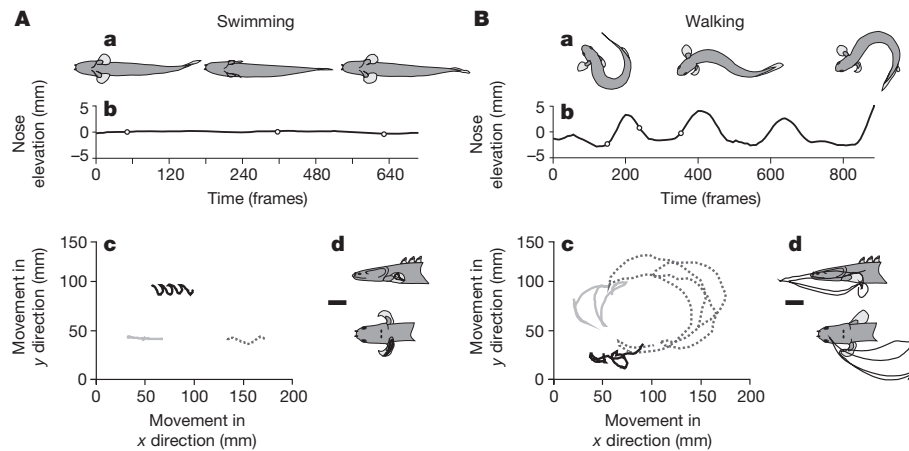 A
Swimming
a
b
Nose
elevation (mm)
5
0
−5
0
120
240
360
480
640
Time (frames)
c
d
Movement in
y direction (mm)
150
100
50
0
0
50
100
150
200
Movement in
x direction (mm)
B
Walking
a
b
Nose
elevation (mm)
5
0
−5
0
200
400
600
800
Time (frames)
c
d
Movement in
y direction (mm)
150
100
50
0
0
50
100
150
200
Movement in
x direction (mm)